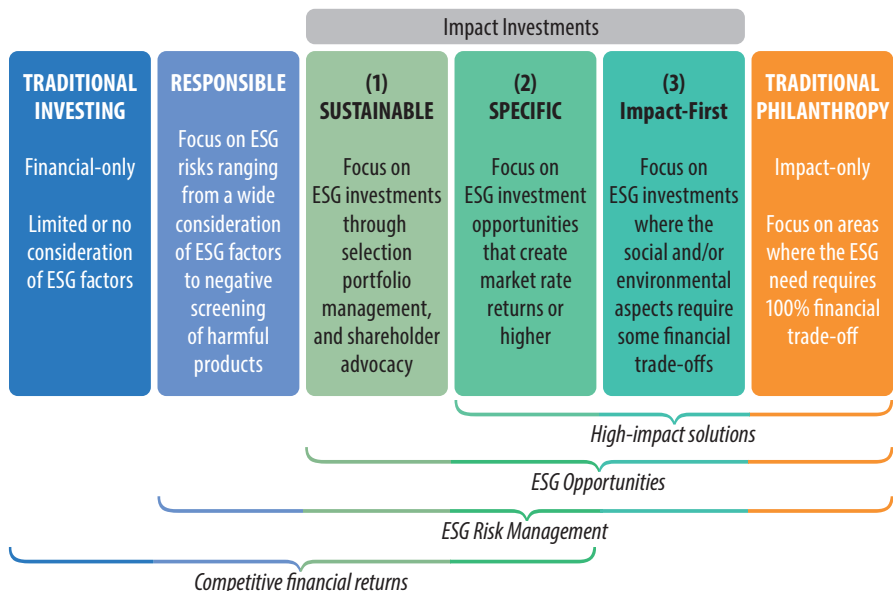 Impact Investments
TRADITIONAL
INVESTING
Financial-only
Limited or no
consideration
of ESG factors
RESPONSIBLE
Focus on ESG
risks ranging
from a wide
consideration
of ESG factors
to negative
screening
of harmful
products
(1)
SUSTAINABLE
Focus on
ESG investments
through
selection
portfolio
management,
and shareholder
advocacy
(2)
SPECIFIC
Focus on
ESG investment
opportunities
that create
market rate
returns or
higher
(3)
Impact-First
Focus on
ESG investments
where the
social and/or
environmental
aspects require
some financial
trade-offs
TRADITIONAL
PHILANTHROPY
Impact-only
Focus on areas
where the ESG
need requires
100% financial
trade-off
High-impact solutions
ESG Opportunities
ESG Risk Management
Competitive financial returns